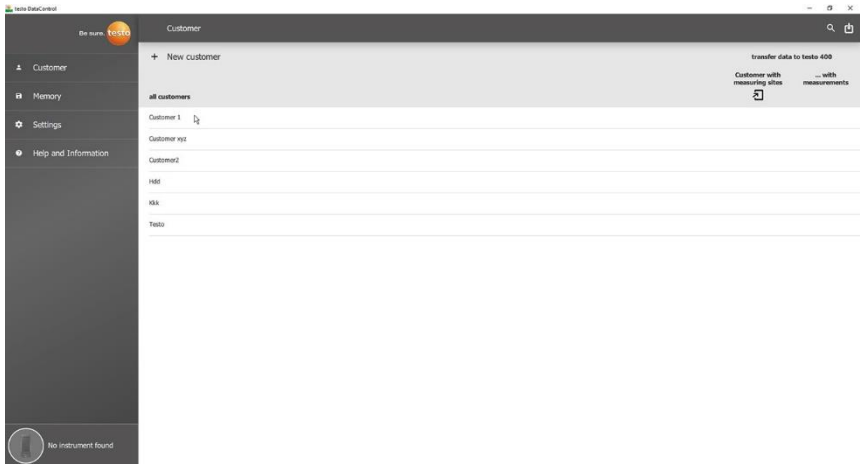 testo DataControl
Be sure. testo
Customer
Customer
Memory
Settings
Help and Information
No instrument found
+ New customer
transfer data to testo 400
Customer with
measuring sites
... with
measurements
all customers
Customer 1
Customer xyz
Customer2
Hdd
Kkk
Testo